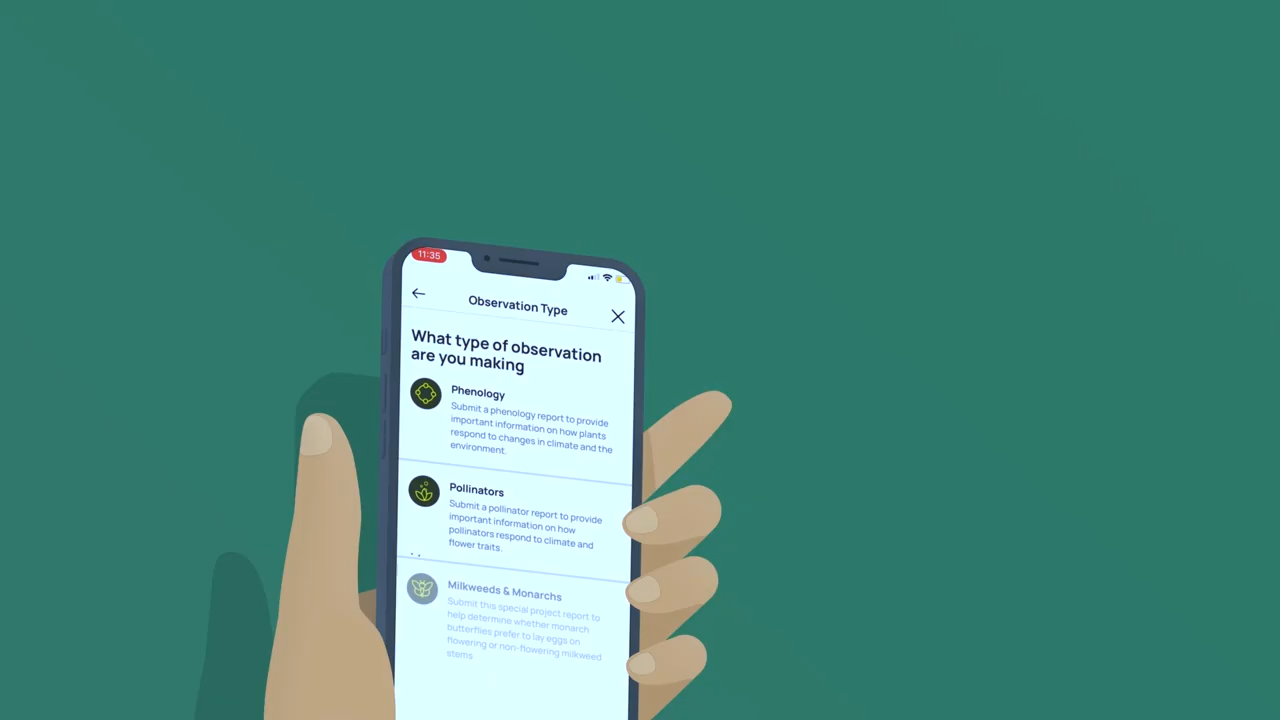 11:35
Observation Type
What type of observation
are you making
Phenology
Submit a phenology report to provide
important information on how plants
respond to changes in climate and the
environment.
Pollinators
Submit a pollinator report to provide
important information on how
pollinators respond to climate and
flower traits.
Milkweeds & Monarchs
Submit this special project report to
help determine whether monarch
butterflies prefer to lay eggs on
flowering or non-flowering milkweed
stems